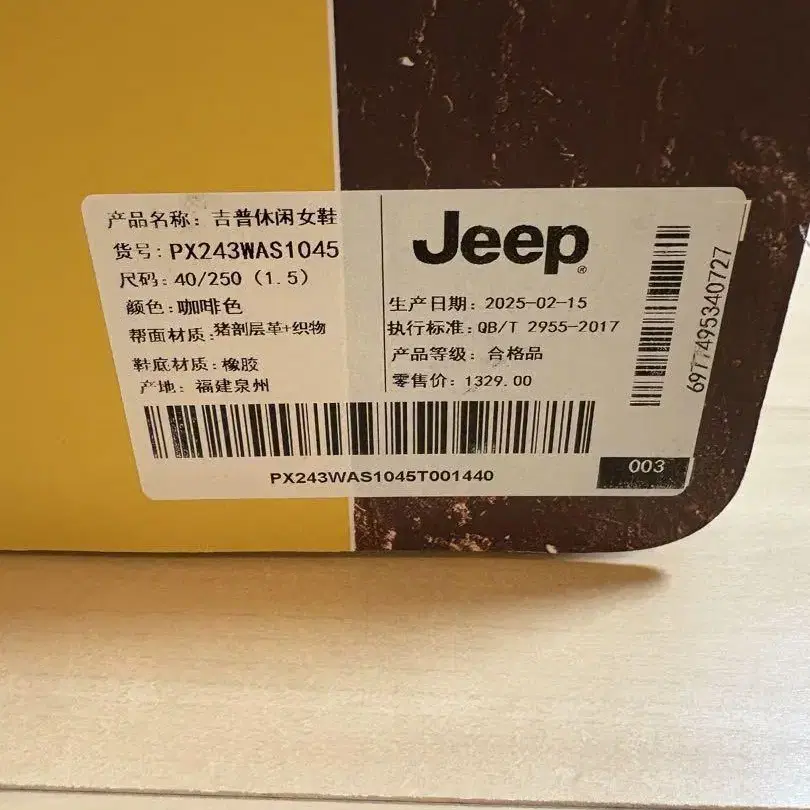 产品名称：吉普休闲女鞋
货号：PX243WAS1045
尺码：40/250（1.5）
颜色：咖啡色
帮面材质：猪剖层革+织物
鞋底材质：橡胶
产地：福建泉州
Jeep®
生产日期：2025-02-15
执行标准：QB/T 2955-2017
产品等级：合格品
零售价：1329.00
PX243WAS1045T001440
003